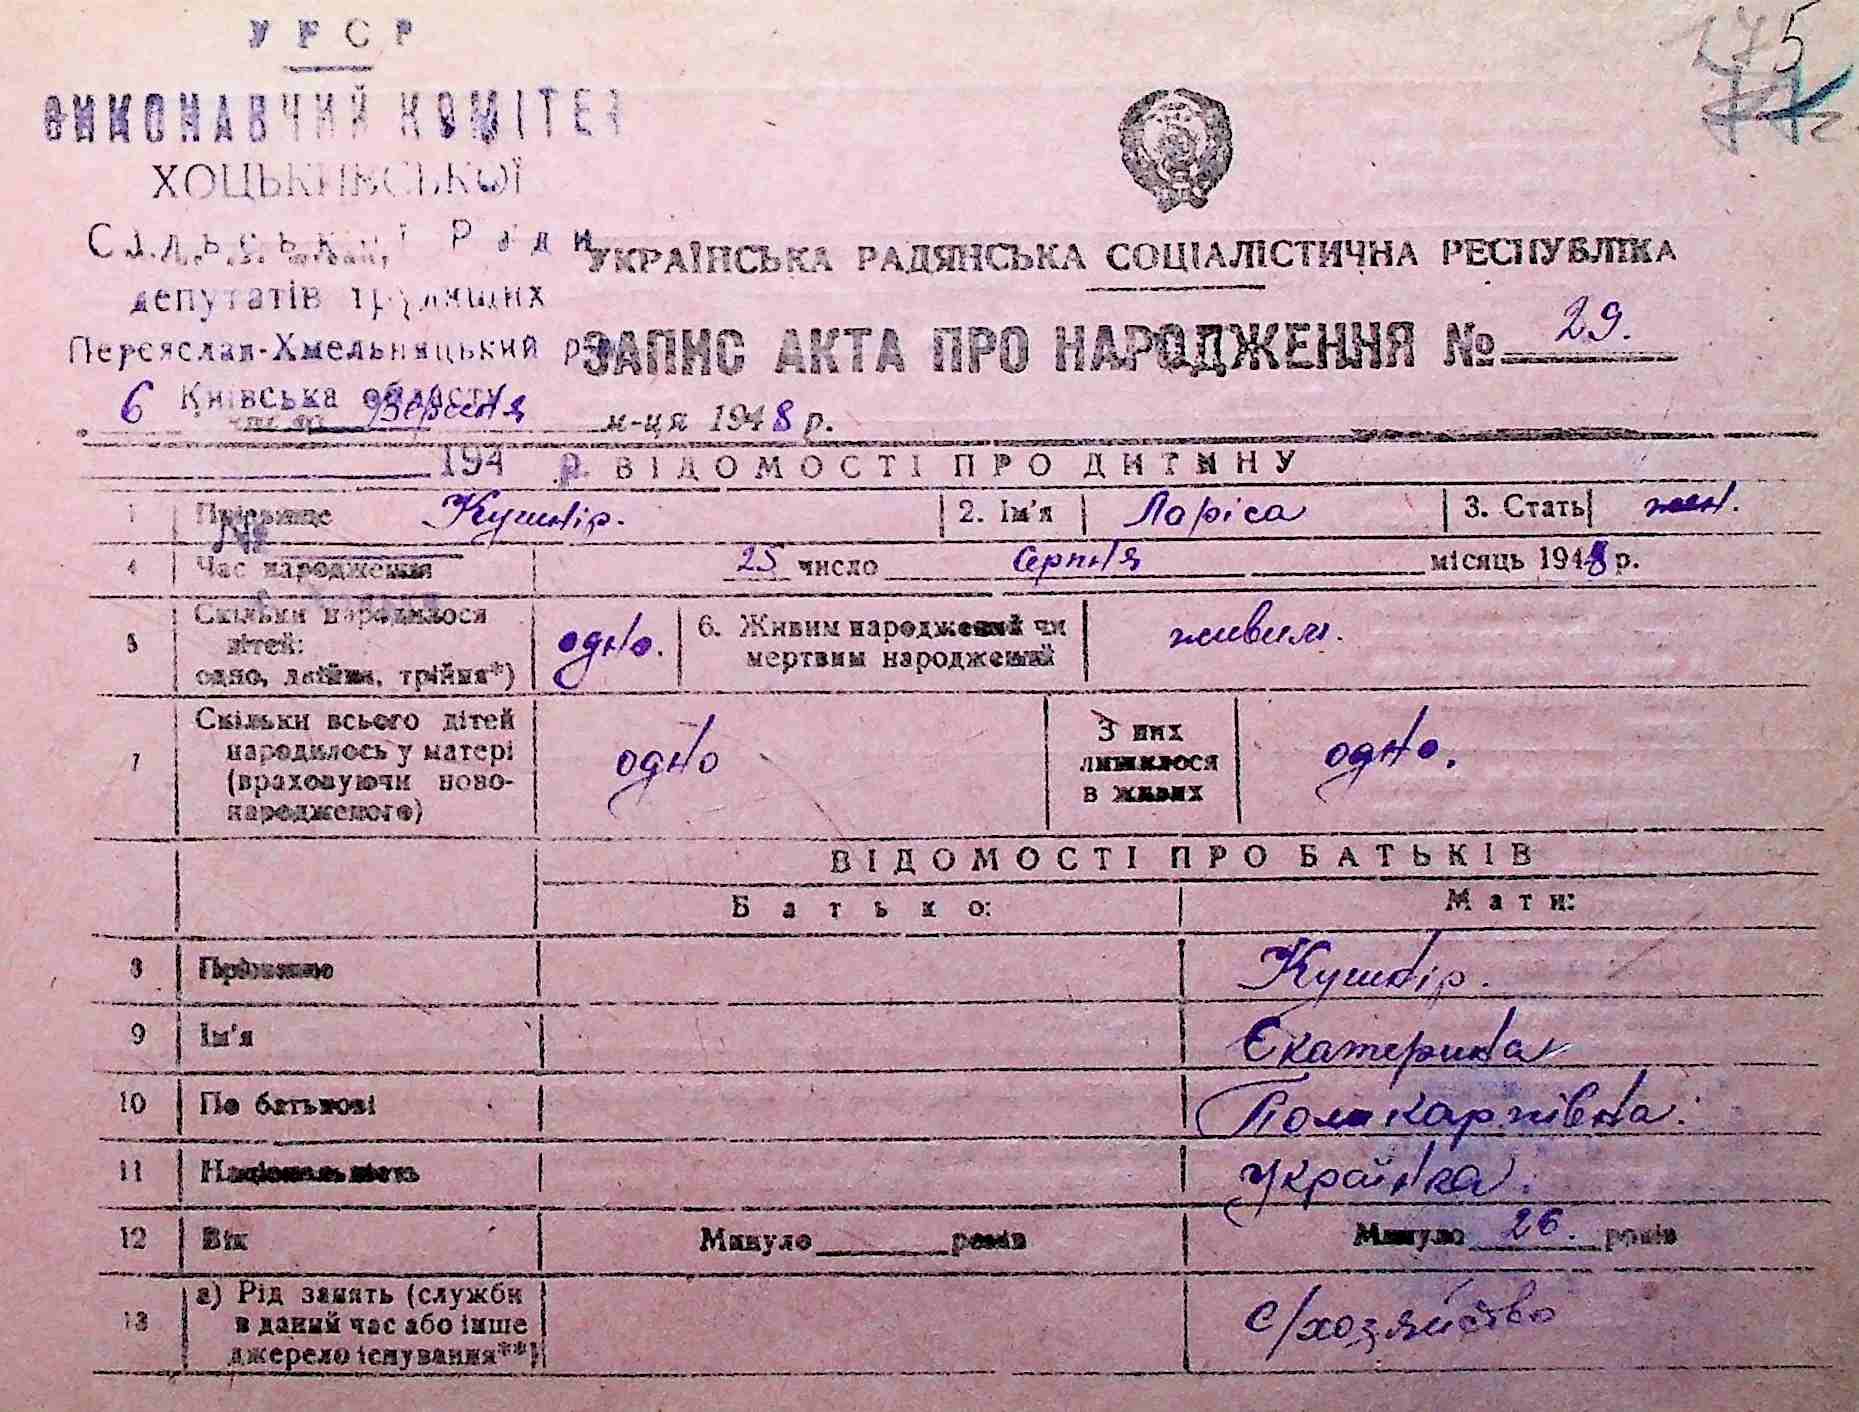 175
УРСР
ВИКОНАВЧИЙ КОМІТЕТ
ХОЦЬКИВСЬКОЇ
Сільської Ради
депутатів трудящих
Переяслав-Хмельницький р
Київська область
УКРАЇНСЬКА РАДЯНСЬКА СОЦІАЛІСТИЧНА РЕСПУБЛІКА
ЗАПИС АКТА ПРО НАРОДЖЕННЯ № 29.
6 Вересня м-ця 1948 р.
194 р.
ВІДОМОСТІ ПРО ДИТИНУ
1 Прізвище Кушнір. 2. Ім'я Ларіса 3. Стать жен.
№
4 Час народження 25 число Серпня місяць 1948 р.
5 Скільки народилося дітей: одно, двійня, трійня*) одно. 6. Живим народжений чи мертвим народжений живим.
7 Скільки всього дітей народилось у матері (враховуючи новонародженого) одно З них лишилося в живих одно.
ВІДОМОСТІ ПРО БАТЬКІВ
Батько: Мати:
8 Прізвище Кушнір.
9 Ім'я Єкатерина
10 По батькові Поликарпівна.
11 Національність Українка.
12 Вік Минуло років Минуло 26. років
13 а) Рід занять (служби в даний час або інше джерело існування**) с/хозяйство